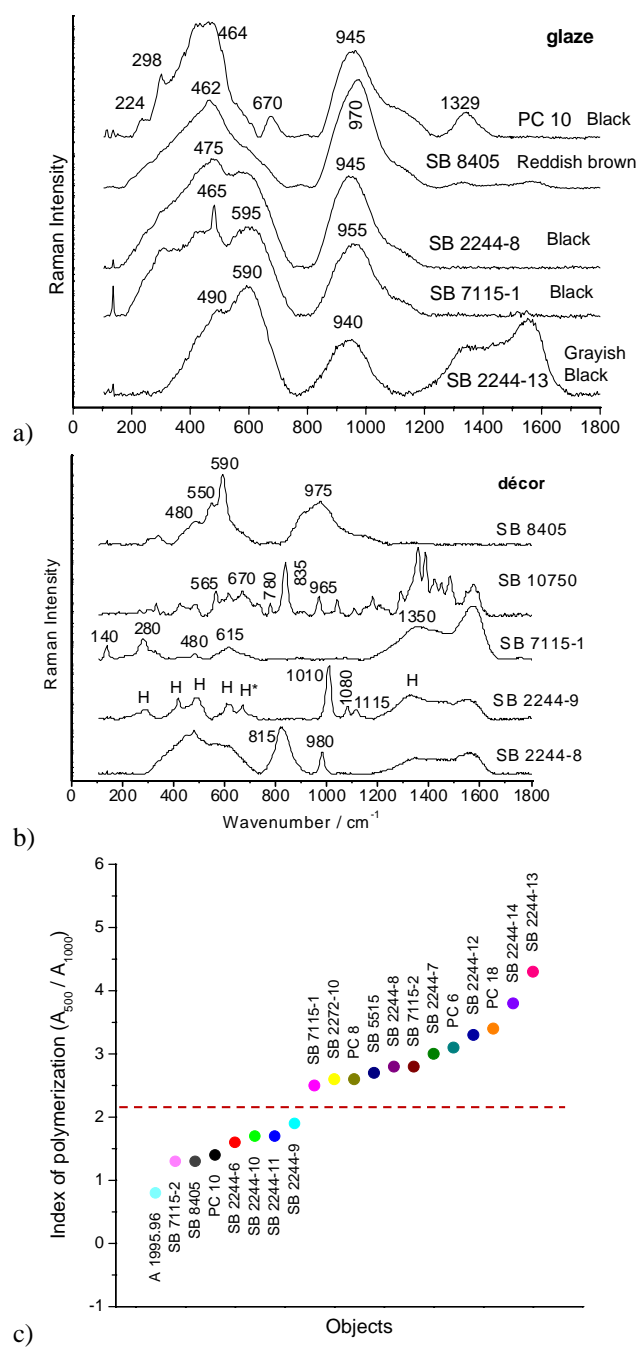 a)
glaze
464
945
298
224
670
970
1329
PC 10 Black
462
SB 8405 Reddish brown
475
945
SB 2244-8 Black
465
595
955
SB 7115-1 Black
490
590
940
Grayish
Black
SB 2244-13
Raman Intensity
0 200 400 600 800 1000 1200 1400 1600 1800
b)
décor
590
550
480
975
SB 8405
565
670
780
835
965
SB 10750
140
280
480
615
1350
SB 7115-1
H H H H H* 1010 1080 1115 H
SB 2244-9
815
980
SB 2244-8
Raman Intensity
0 200 400 600 800 1000 1200 1400 1600 1800
Wavenumber / cm-1
c)
Index of polymerization (A500 / A1000)
6
5
4
3
2
1
0
-1
A 1995.96
SB 7115-2
SB 8405
PC 10
SB 2244-6
SB 2244-10
SB 2244-11
SB 2244-9
SB 7115-1
SB 2272-10
PC 8
SB 5515
SB 2244-8
SB 7115-2
SB 2244-7
PC 6
SB 2244-12
PC 18
SB 2244-14
SB 2244-13
Objects